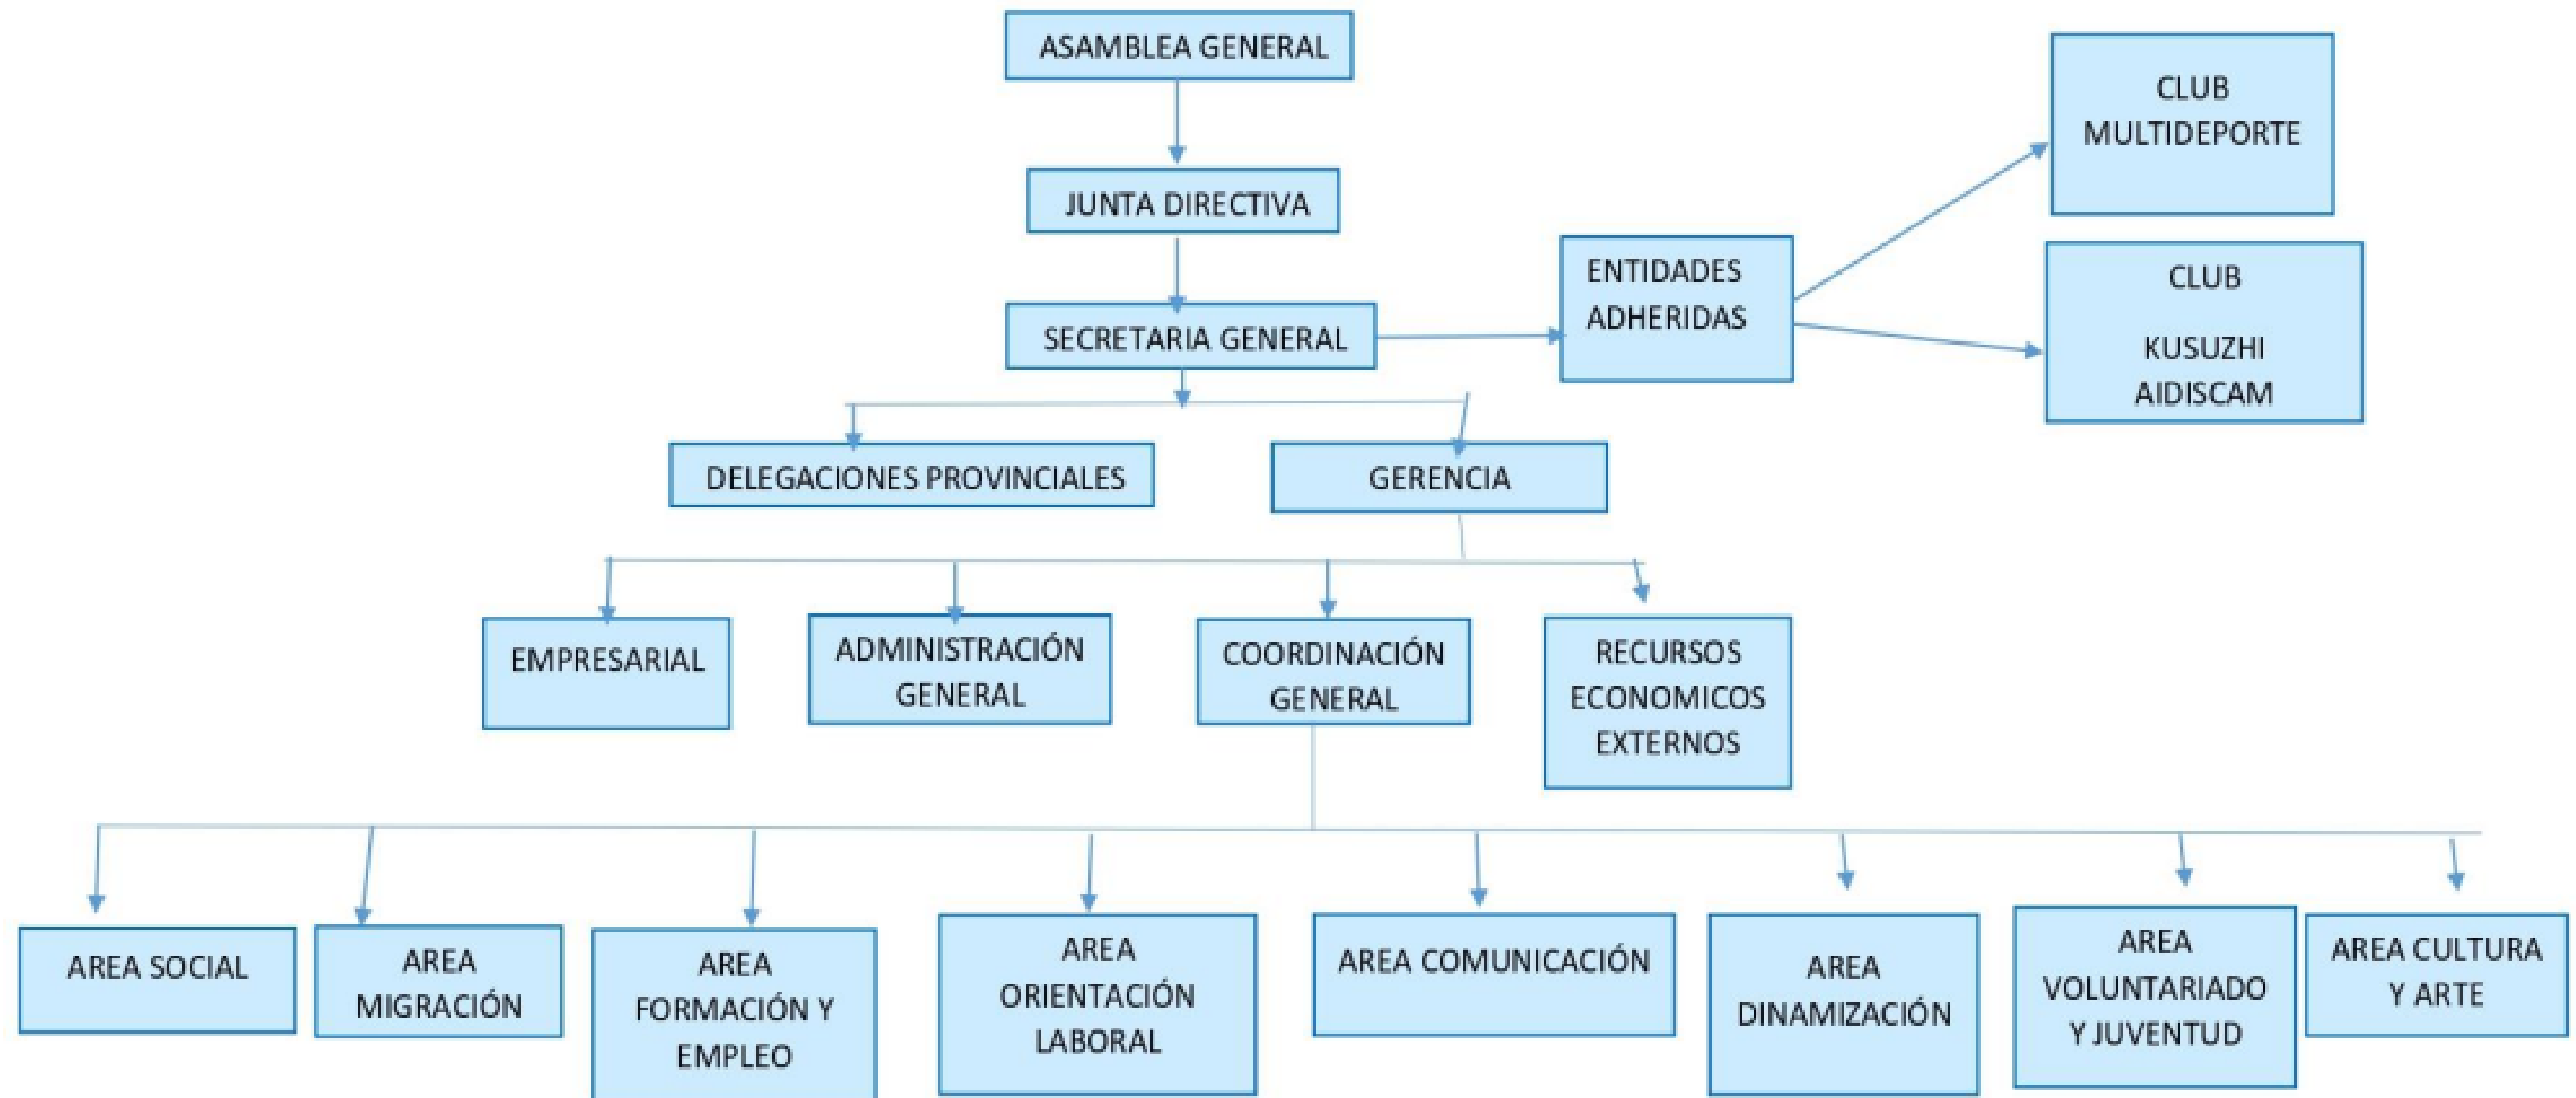 ASAMBLEA GENERAL
CLUB
MULTIDEPORTE
JUNTA DIRECTIVA
ENTIDADES
ADHERIDAS
CLUB
KUSUZHI
AIDISCAM
SECRETARIA GENERAL
DELEGACIONES PROVINCIALES
GERENCIA
EMPRESARIAL
ADMINISTRACIÓN
GENERAL
COORDINACIÓN
GENERAL
RECURSOS
ECONOMICOS
EXTERNOS
AREA SOCIAL
AREA
MIGRACIÓN
AREA
FORMACIÓN Y
EMPLEO
AREA
ORIENTACIÓN
LABORAL
AREA COMUNICACIÓN
AREA
DINAMIZACIÓN
AREA
VOLUNTARIADO
Y JUVENTUD
AREA CULTURA
Y ARTE